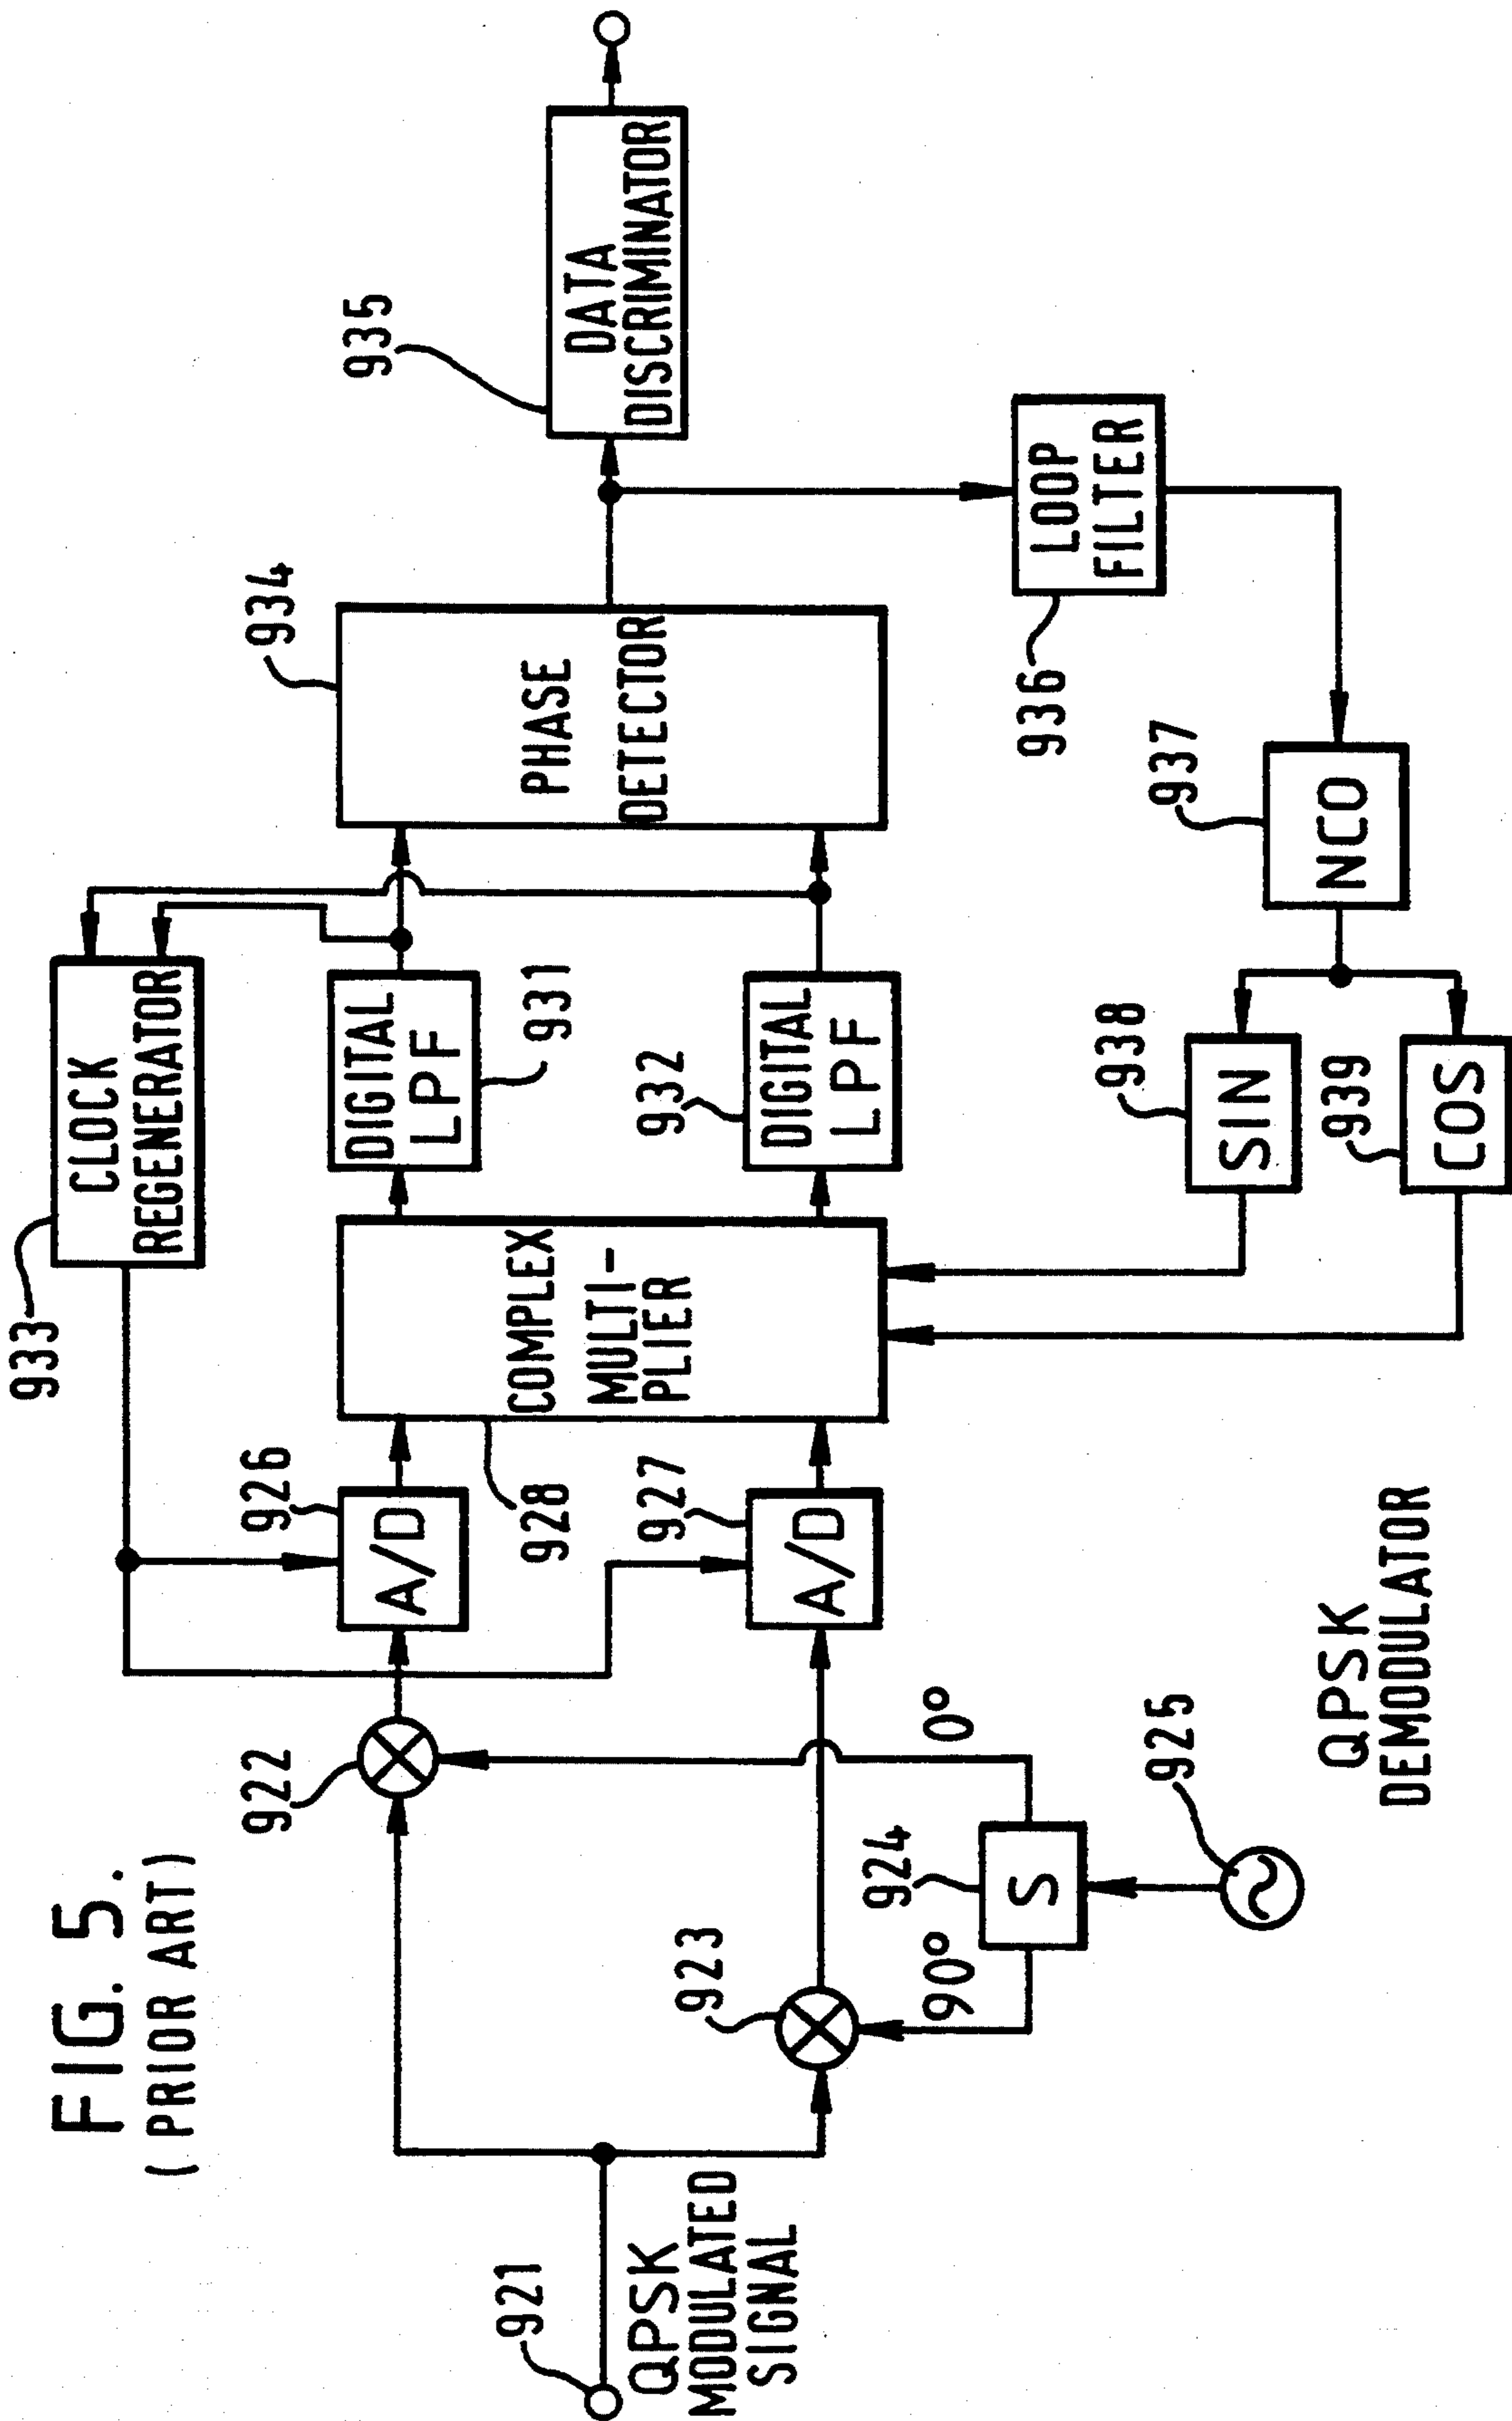 FIG. 5.
( PRIOR ART )
933
CLOCK
REGENERATOR
934
935
922
926
928
COMPLEX
MULTI-
PLIER
A/D
DIGITAL
LPF
931
PHASE
DETECTOR
DATA
DISCRIMINATOR
921
QPSK
MODULATED
SIGNAL
923
927
A/D
932
DIGITAL
LPF
90°
0°
924
S
925
936
LOOP
FILTER
937
NCO
938
SIN
939
COS
QPSK
DEMODULATOR